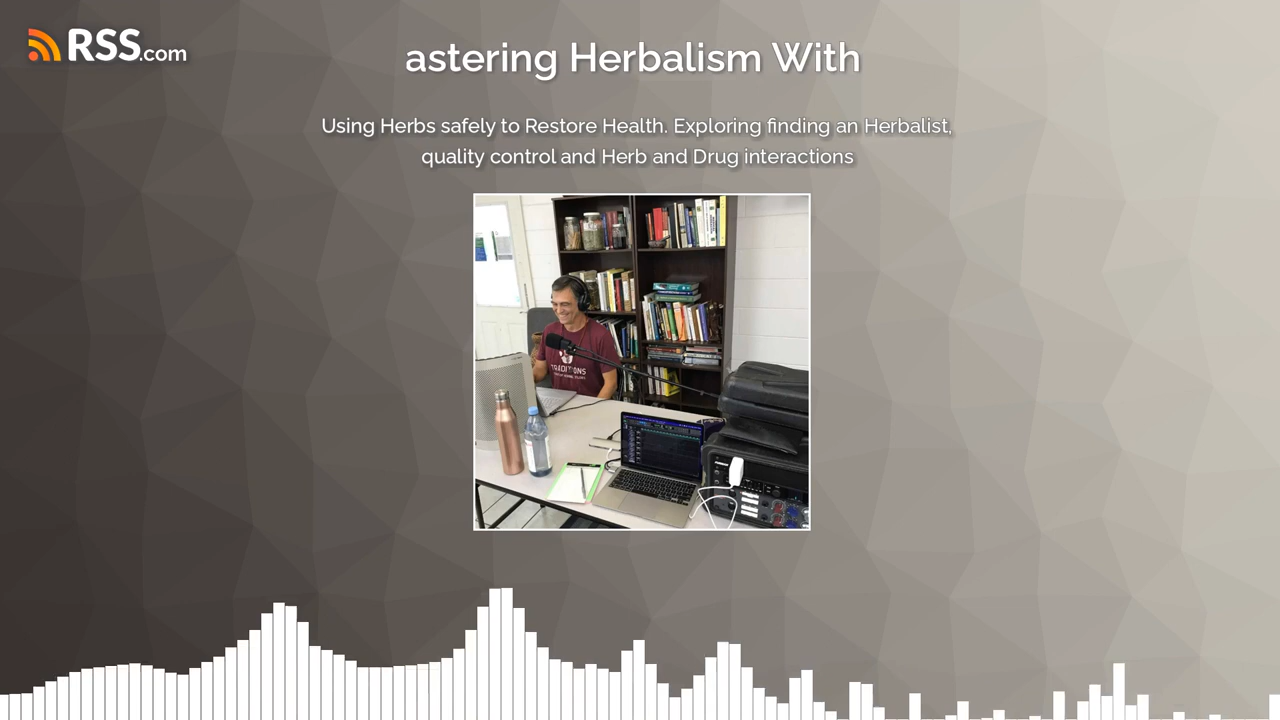 RSS.com
astering Herbalism With
Using Herbs safely to Restore Health. Exploring finding an Herbalist,
quality control and Herb and Drug interactions
TRADITIONS